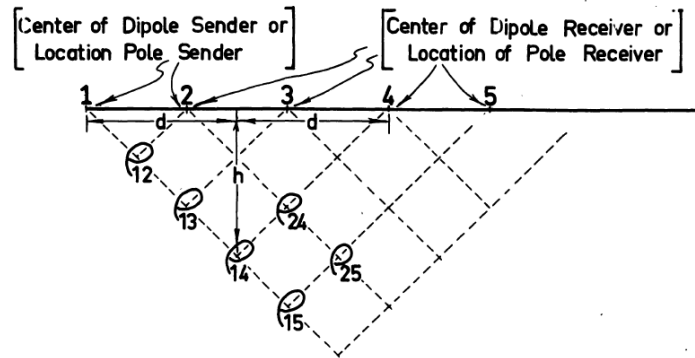 Center of Dipole Sender or
Location Pole Sender
Center of Dipole Receiver or
Location of Pole Receiver
1 2 3 4 5
d d
h
12
13 24
14 25
15